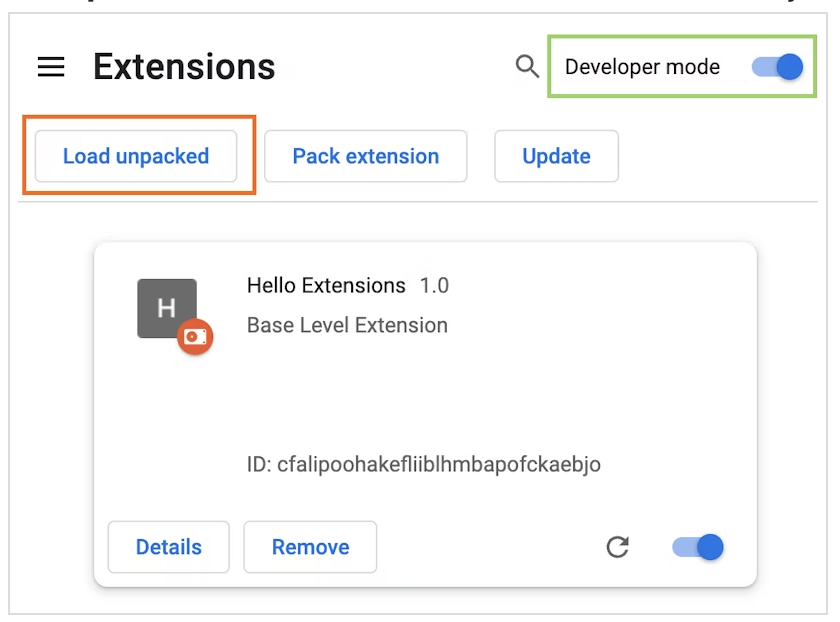 Extensions
Developer mode
Load unpacked
Pack extension
Update
H
Hello Extensions 1.0
Base Level Extension
ID: cfalipoohakefliiblhmbapofckaebjo
Details
Remove